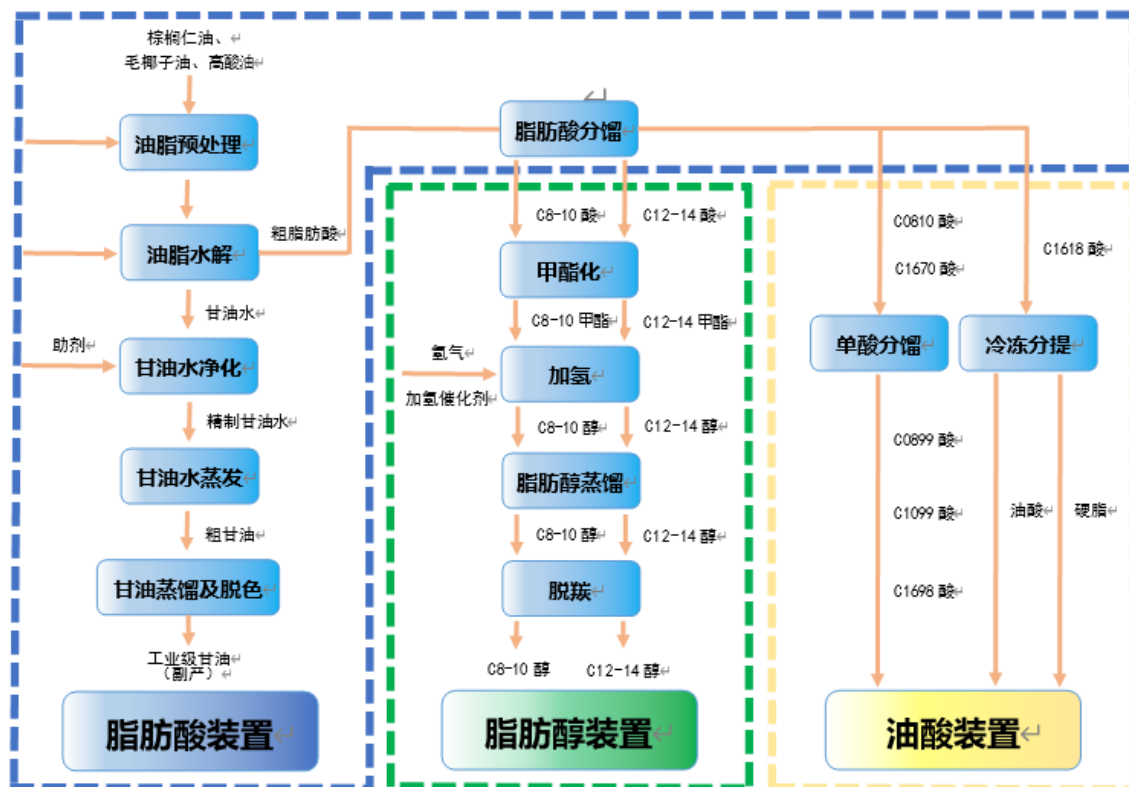 棕榈仁油、
毛椰子油、高酸油
油脂预处理
油脂水解
粗脂肪酸
甘油水
助剂
甘油水净化
精制甘油水
甘油水蒸发
粗甘油
甘油蒸馏及脱色
工业级甘油
（副产）
脂肪酸装置
脂肪酸分馏
C8-10 酸
C12-14 酸
甲酯化
C8-10 甲酯
C12-14 甲酯
氢气
加氢催化剂
加氢
C8-10 醇
C12-14 醇
脂肪醇蒸馏
C8-10 醇
C12-14 醇
脱羰
C8-10 醇
C12-14 醇
脂肪醇装置
C0810 酸
C1670 酸
C1618 酸
单酸分馏
冷冻分提
C0899 酸
C1099 酸
C1698 酸
油酸
硬脂
油酸装置